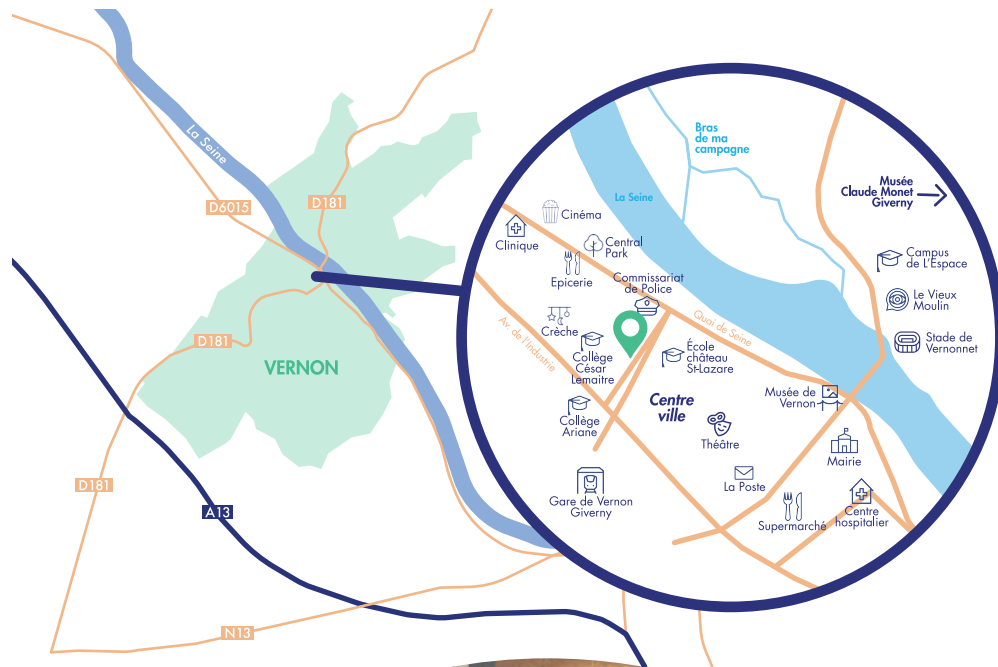 La Seine
D6015
D181
D181
VERNON
D181
A13
N13
Bras
de ma
campagne
La Seine
Musée
Claude Monet
Giverny
Cinéma
Clinique
Central
Park
Epicerie
Commissariat
de Police
Campus
de L'Espace
Le Vieux
Moulin
Stade de
Vernonnet
Crèche
Av. de l'Industrie
Quai de Seine
Collège
César
Lemaitre
École
château
St-Lazare
Collège
Ariane
Centre
ville
Musée de
Vernon
Théâtre
Mairie
La Poste
Gare de Vernon
Giverny
Supermarché
Centre
hospitalier